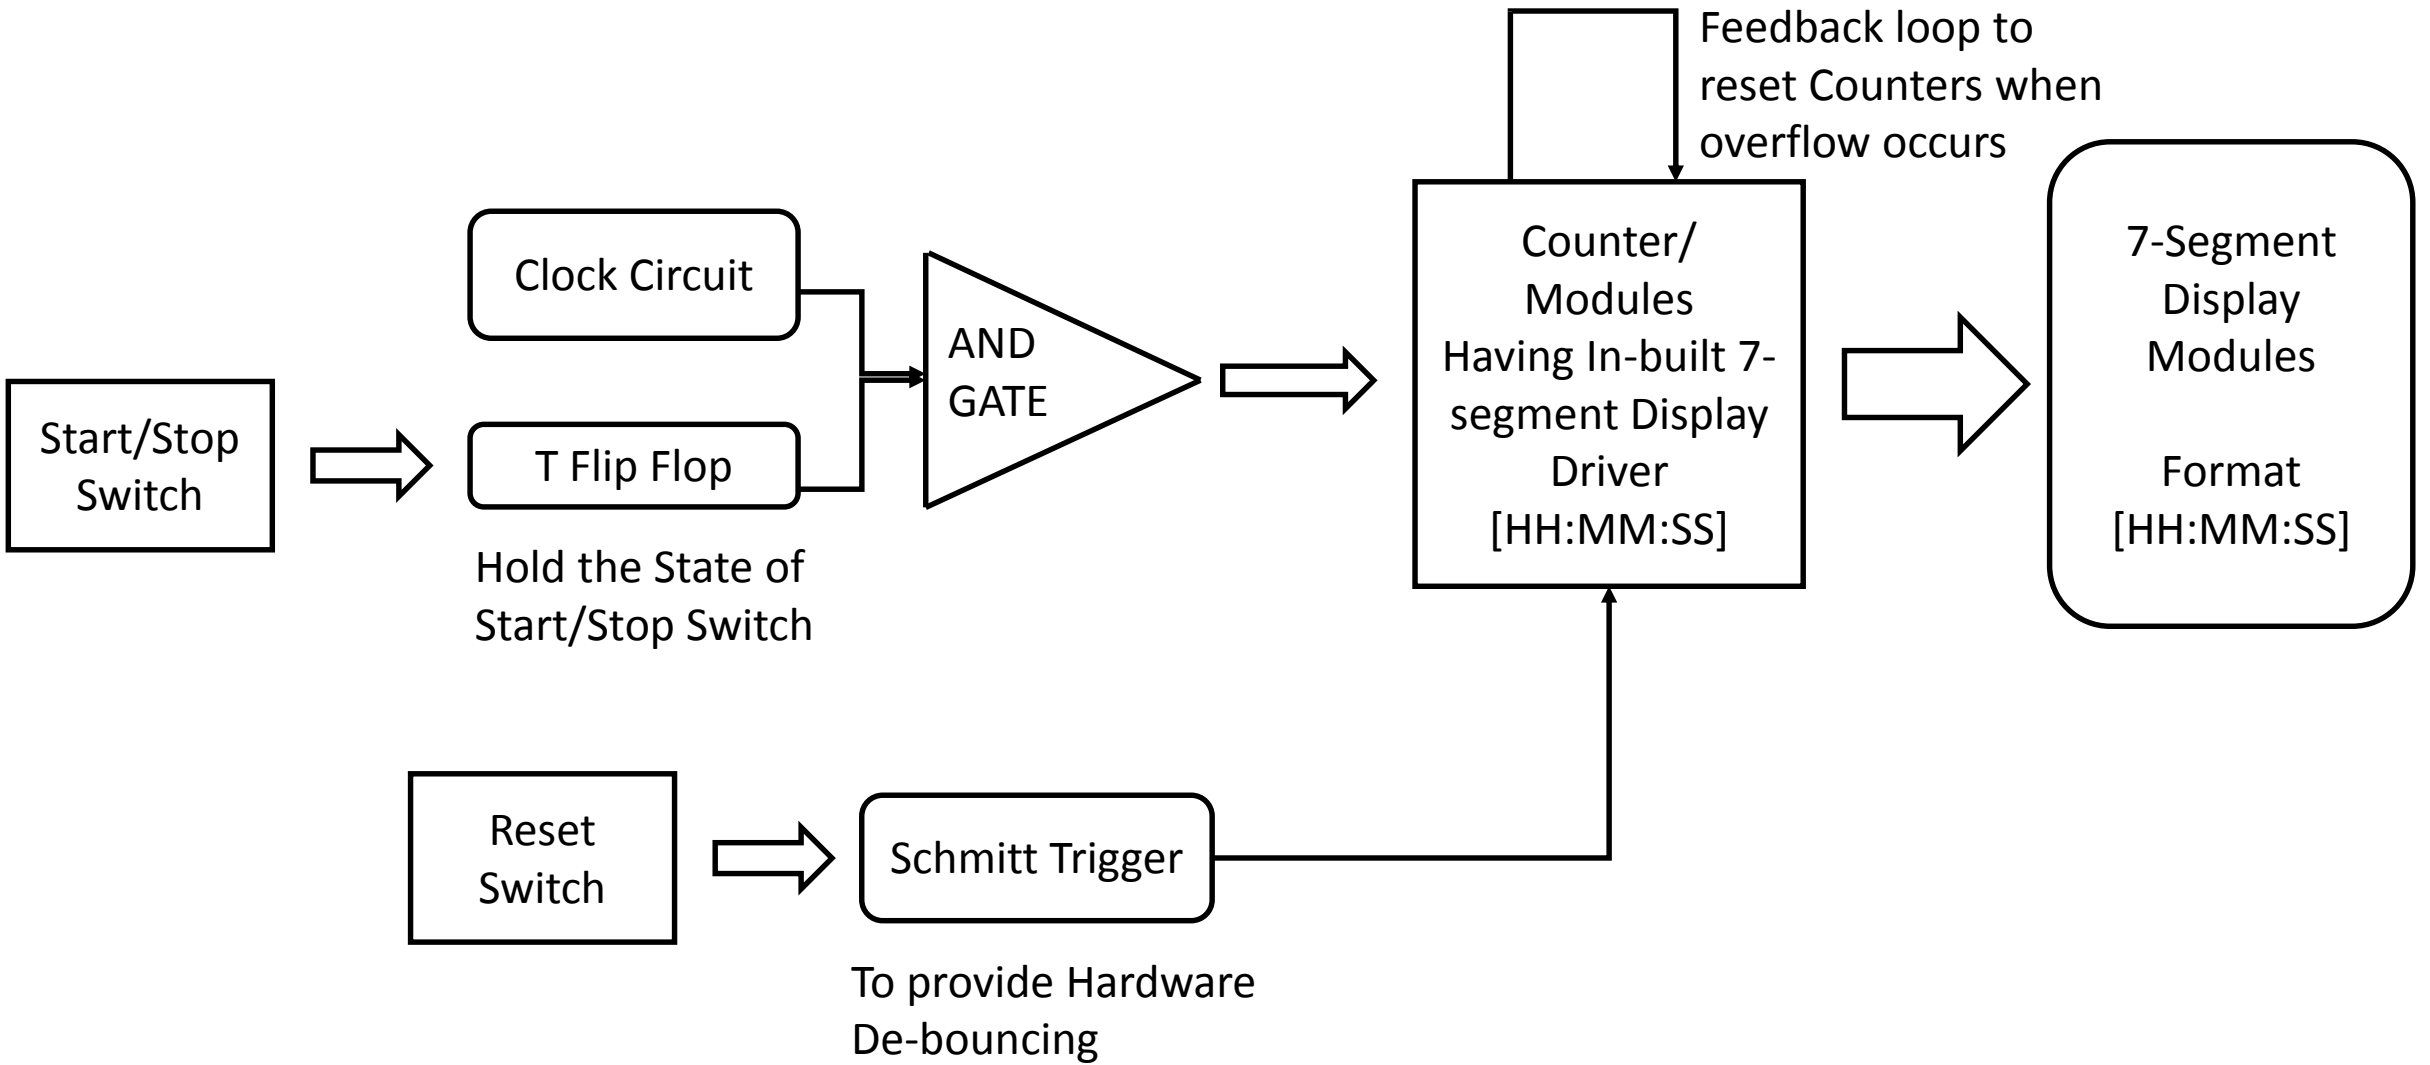 Feedback loop to
reset Counters when
overflow occurs
Clock Circuit
AND
GATE
Start/Stop
Switch
T Flip Flop
Hold the State of
Start/Stop Switch
Counter/
Modules
Having In-built 7-
segment Display
Driver
[HH:MM:SS]
7-Segment
Display
Modules
Format
[HH:MM:SS]
Reset
Switch
Schmitt Trigger
To provide Hardware
De-bouncing